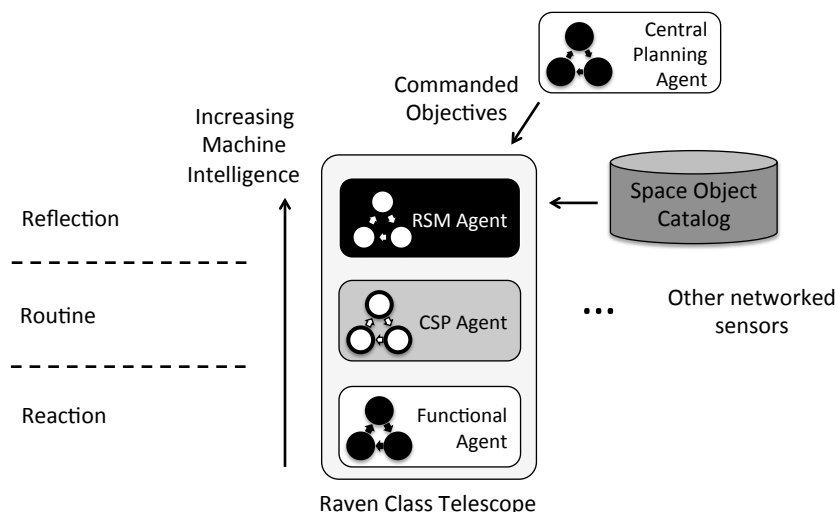 Central
Planning
Agent
Commanded
Objectives
Increasing
Machine
Intelligence
Reflection
RSM Agent
Space Object
Catalog
Routine
CSP Agent
...
Other networked
sensors
Reaction
Functional
Agent
Raven Class Telescope